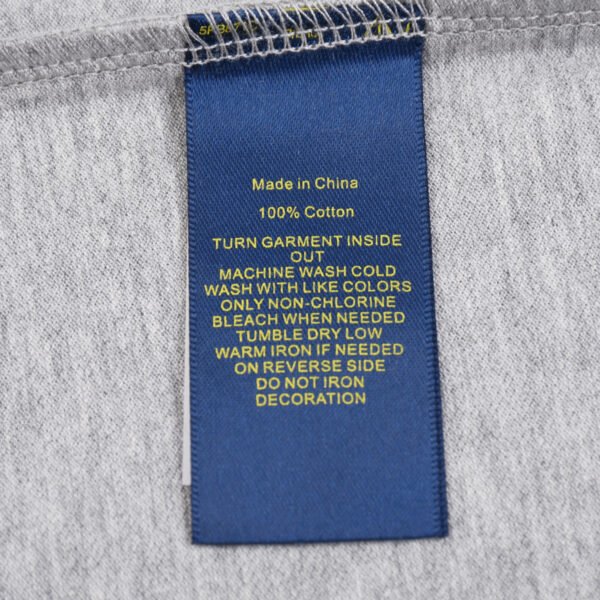 Made in China
100% Cotton
TURN GARMENT INSIDE
OUT
MACHINE WASH COLD
WASH WITH LIKE COLORS
ONLY NON-CHLORINE
BLEACH WHEN NEEDED
TUMBLE DRY LOW
WARM IRON IF NEEDED
ON REVERSE SIDE
DO NOT IRON
DECORATION